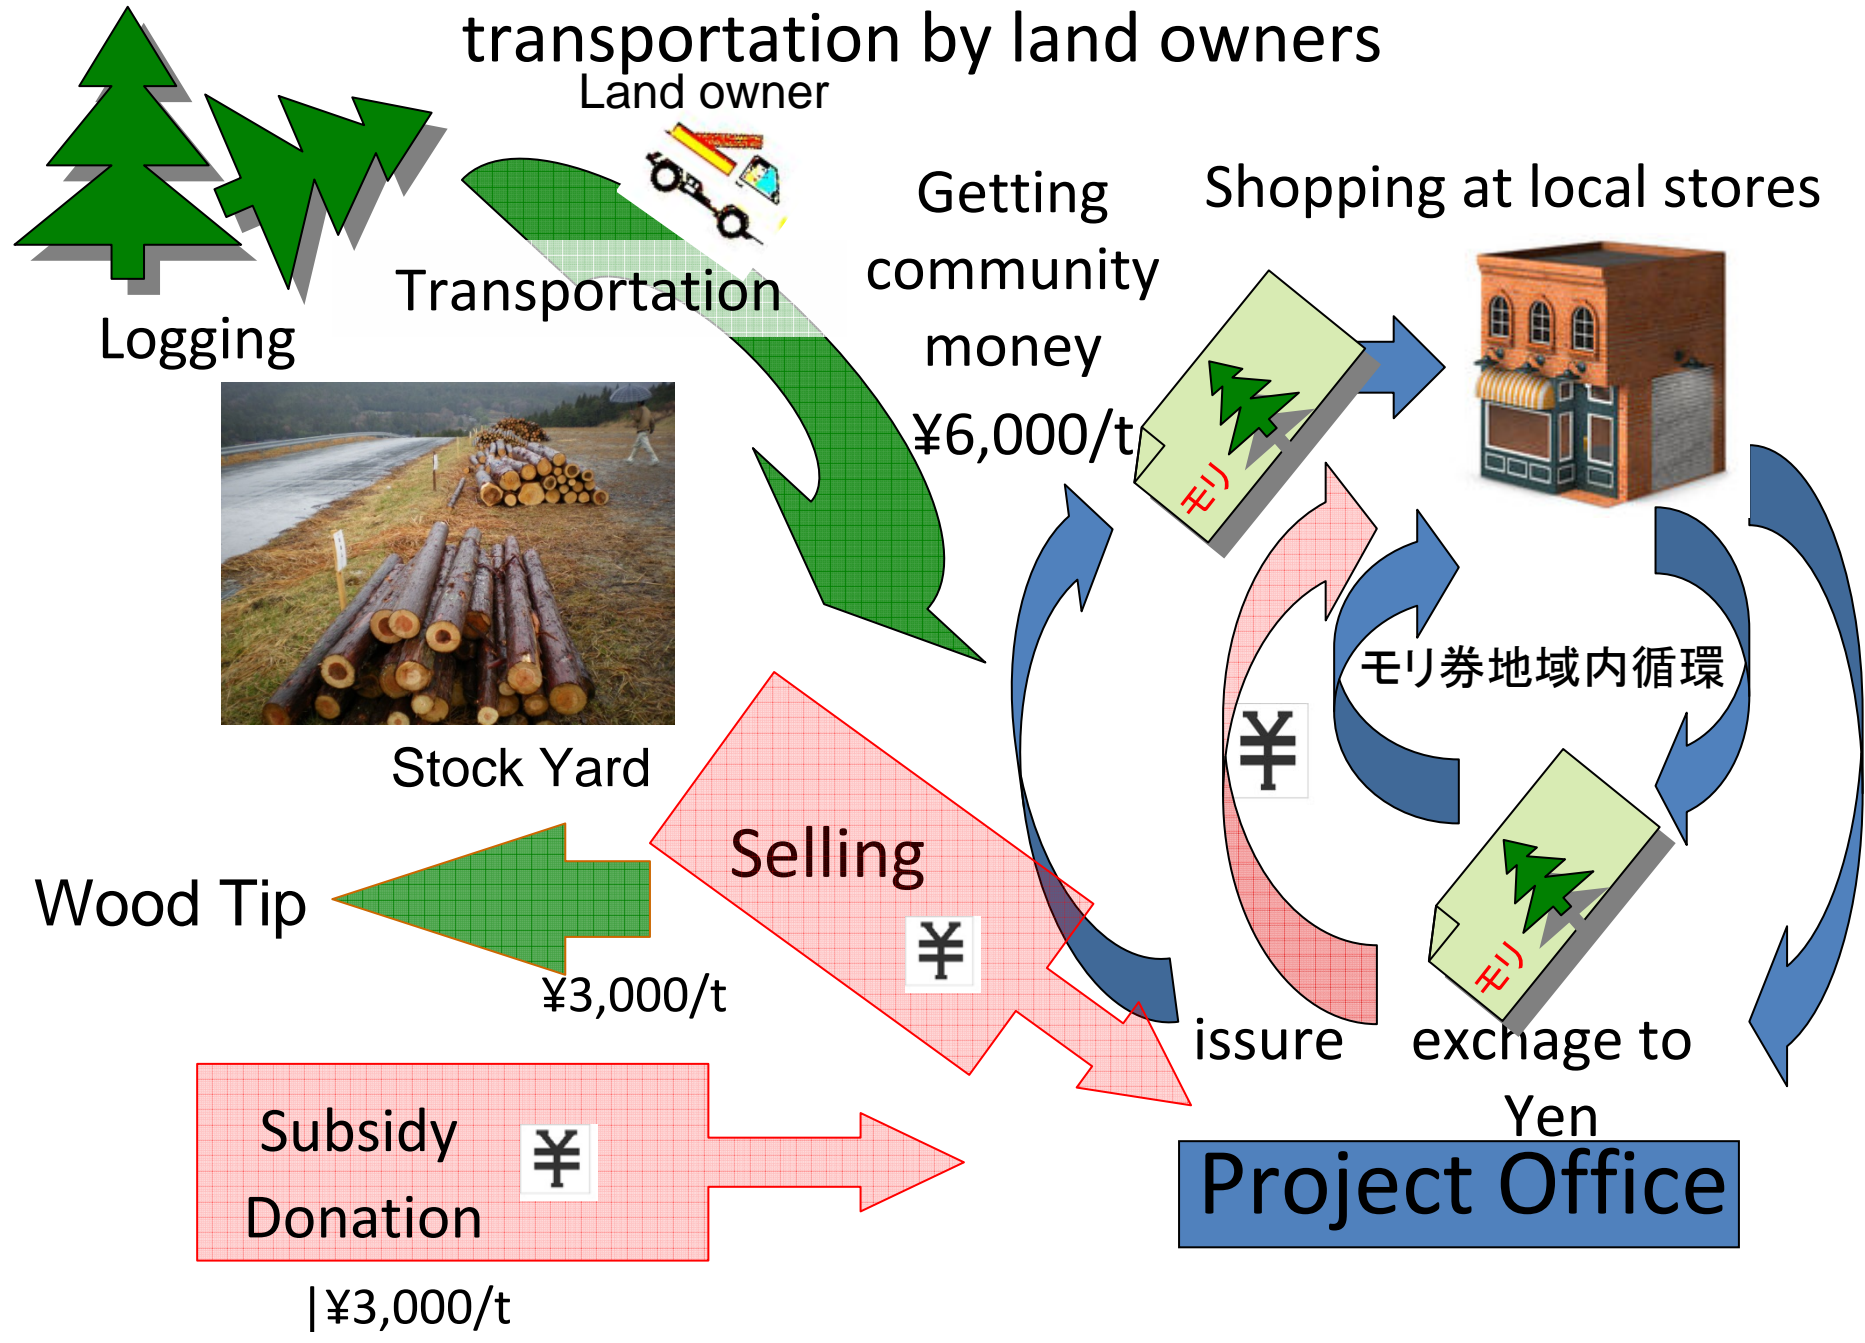 transportation by land owners
Land owner
Getting
community
money
¥6,000/t
Shopping at local stores
Transportation
Logging
モリ
モリ券地域内循環
¥
Stock Yard
Selling
¥
Wood Tip
¥3,000/t
モリ
issure
exchage to
Yen
Project Office
Subsidy
Donation
¥
|¥3,000/t